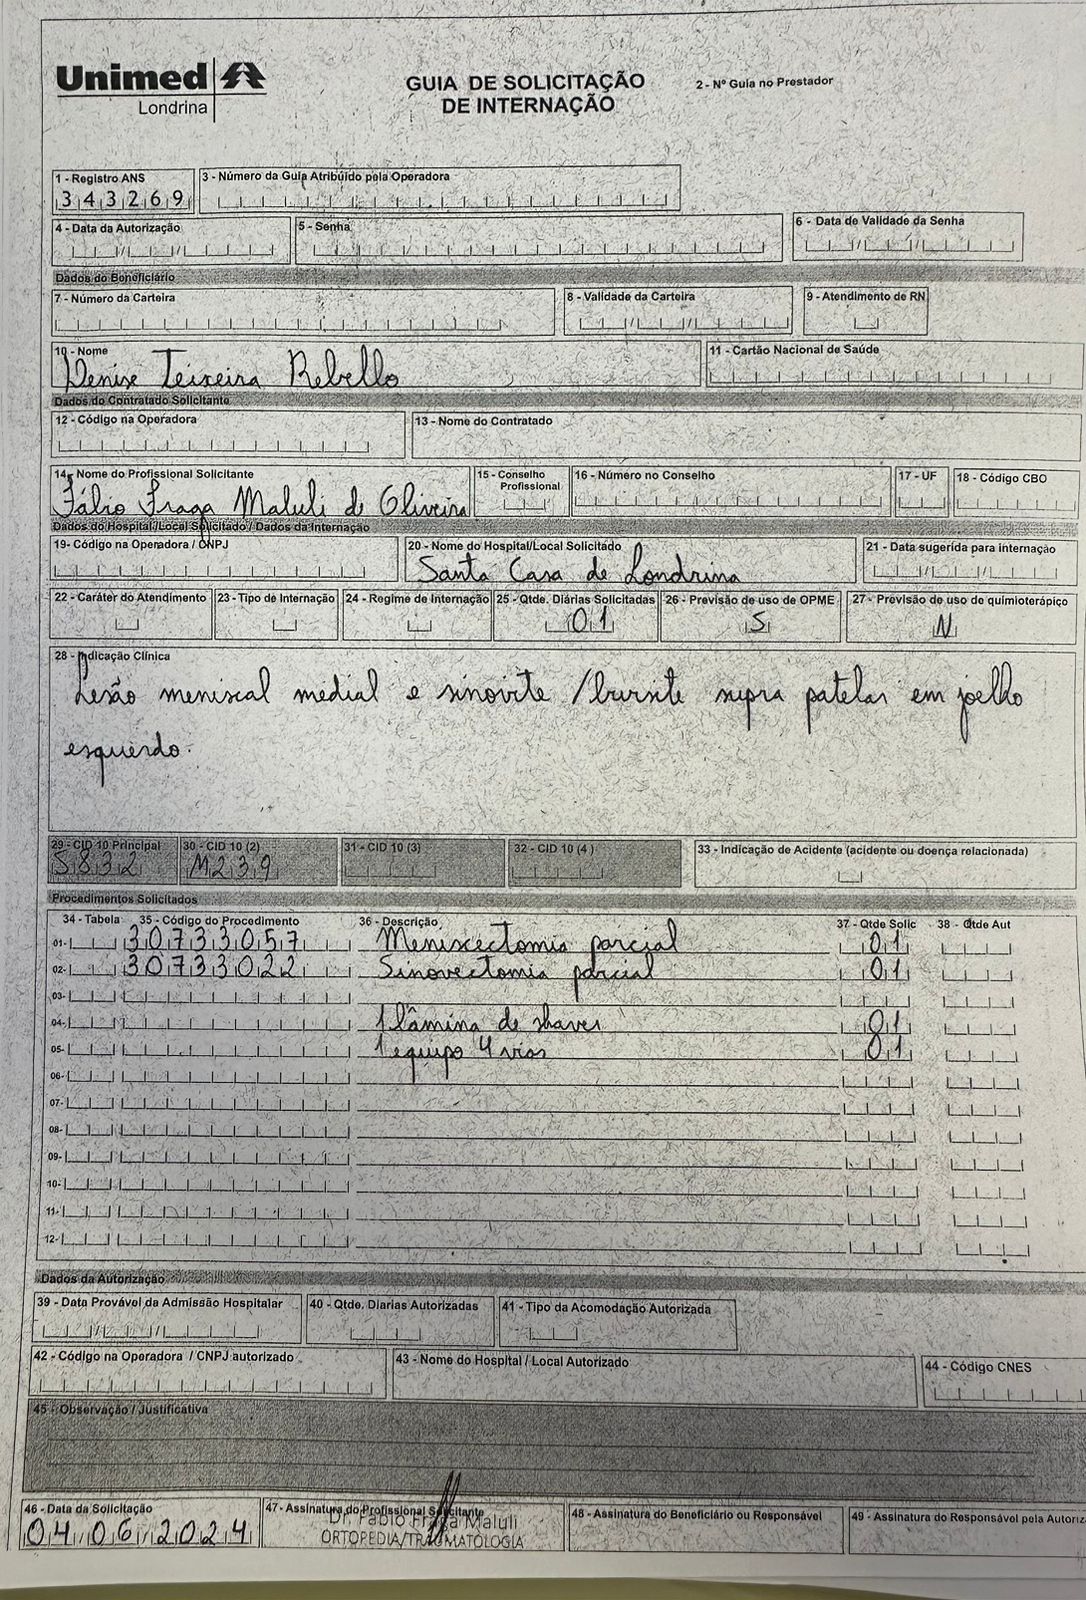 Unimed
Londrina
GUIA DE SOLICITAÇÃO
DE INTERNAÇÃO
2 - Nº Guia no Prestador
1 - Registro ANS
343269
3 - Número da Guia Atribuído pela Operadora
4 - Data da Autorização
5 - Senha
6 - Data de Validade da Senha
Dados do Beneficiário
7 - Número da Carteira
8 - Validade da Carteira
9 - Atendimento de RN
10 - Nome
Denise Teixeira Rebello
11 - Cartão Nacional de Saúde
Dados do Contratado Solicitante
12 - Código na Operadora
13 - Nome do Contratado
14 - Nome do Profissional Solicitante
Fábio Fraga Maluli de Oliveira
15 - Conselho Profissional
16 - Número no Conselho
17 - UF
18 - Código CBO
Dados do Hospital/Local Solicitado / Dados da Internação
19- Código na Operadora / CNPJ
20 - Nome do Hospital/Local Solicitado
Santa Casa de Londrina
21 - Data sugerida para internação
22 - Caráter do Atendimento
23 - Tipo de Internação
24 - Regime de Internação
25 - Qtde. Diárias Solicitadas
01
26 - Previsão de uso de OPME
S
27 - Previsão de uso de quimioterápico
N
28 - Indicação Clínica
Lesão meniscal medial e sinovite / bursite supra patelar em joelho
esquerdo.
29 - CID 10 Principal
S832
30 - CID 10 (2)
M239
31 - CID 10 (3)
32 - CID 10 (4 )
33 - Indicação de Acidente (acidente ou doença relacionada)
Procedimentos Solicitados
34 - Tabela 35 - Código do Procedimento 36 - Descrição 37 - Qtde Solic 38 - Qtde Aut
01- 30733057 Meniscectomia parcial 01
02- 30733022 Sinovectomia parcial 01
03-
04- 1 lâmina de shaver 01
05- 1 equipo 4 vias 01
06-
07-
08-
09-
10-
11-
12-
Dados da Autorização
39 - Data Provável da Admissão Hospitalar
40 - Qtde. Diarias Autorizadas
41 - Tipo da Acomodação Autorizada
42 - Código na Operadora / CNPJ autorizado
43 - Nome do Hospital / Local Autorizado
44 - Código CNES
45 - Observação / Justificativa
46 - Data da Solicitação
04/06/2024
47 - Assinatura do Profissional Solicitante
Dr. Fábio Fraga Maluli
ORTOPEDIA/TRAUMATOLOGIA
48 - Assinatura do Beneficiário ou Responsável
49 - Assinatura do Responsável pela Autoriz